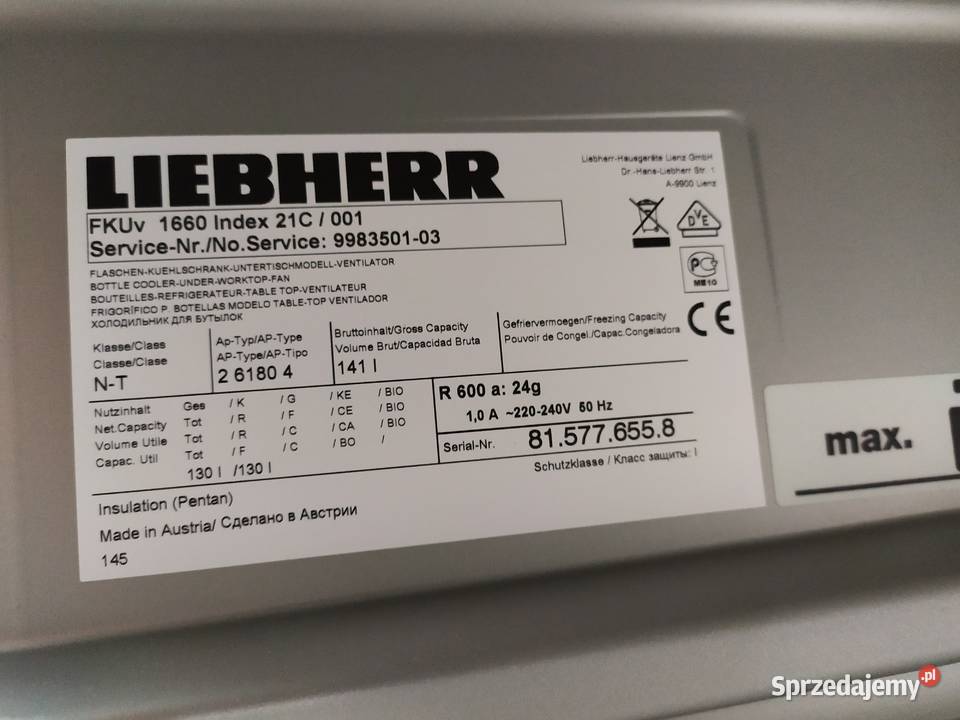 LIEBHERR
Liebherr-Hausgeräte Lienz GmbH
Dr.-Hans-Liebherr Str. 1
A-9900 Lienz
FKUv 1660 Index 21C / 001
Service-Nr./No.Service: 9983501-03
DVE
PC
МВ10
CE
FLASCHEN-KUEHLSCHRANK-UNTERTISCHMODELL-VENTILATOR
BOTTLE COOLER-UNDER-WORKTOP-FAN
BOUTEILLES-REFRIGERATEUR-TABLE TOP-VENTILATEUR
FRIGORÍFICO P. BOTELLAS MODELO TABLE-TOP VENTILADOR
ХОЛОДИЛЬНИК ДЛЯ БУТЫЛОК
Klasse/Class
Classe/Clase
N-T
Ap-Typ/AP-Type
AP-Type/AP-Tipo
2 6180 4
Bruttoinhalt/Gross Capacity
Volume Brut/Capacidad Bruta
141 l
Gefriervermoegen/Freezing Capacity
Pouvoir de Congel./Capac.Congeladora
Nutzinhalt Ges / K / G / KE / BIO
Net.Capacity Tot / R / F / CE / BIO
Volume Utile Tot / R / C / CA / BIO
Capac. Util Tot / F / C / BO /
130 l /130 l
R 600 a: 24g
1,0 A ~220-240V 50 Hz
Serial-Nr. 81.577.655.8
Schutzklasse / Класс защиты: I
Insulation (Pentan)
Made in Austria/ Сделано в Австрии
145
max.
Sprzedajemy.pl